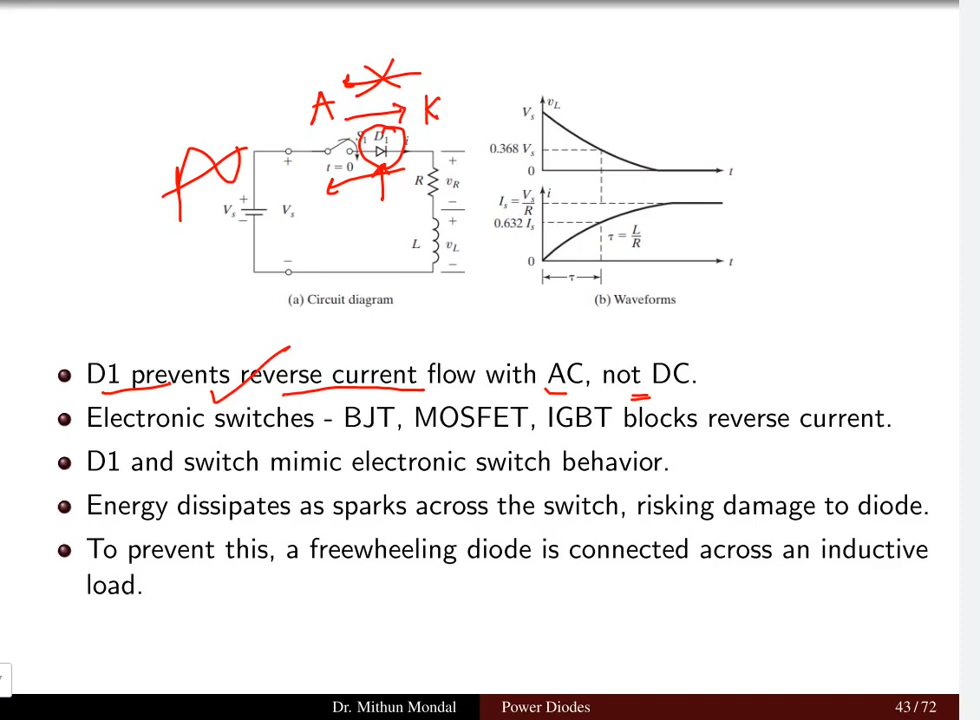 A K
S₁ D₁ i
t = 0
+ + +
R vR
+ −
Vs Vs
− +
L vL
− −
(a) Circuit diagram
Vs vL
0.368 Vs
0 t
Is = Vs/R i
0.632 Is
τ = L/R
0 t
τ
(b) Waveforms
D1 prevents reverse current flow with AC, not DC.
Electronic switches - BJT, MOSFET, IGBT blocks reverse current.
D1 and switch mimic electronic switch behavior.
Energy dissipates as sparks across the switch, risking damage to diode.
To prevent this, a freewheeling diode is connected across an inductive
load.
Dr. Mithun Mondal Power Diodes 43 / 72